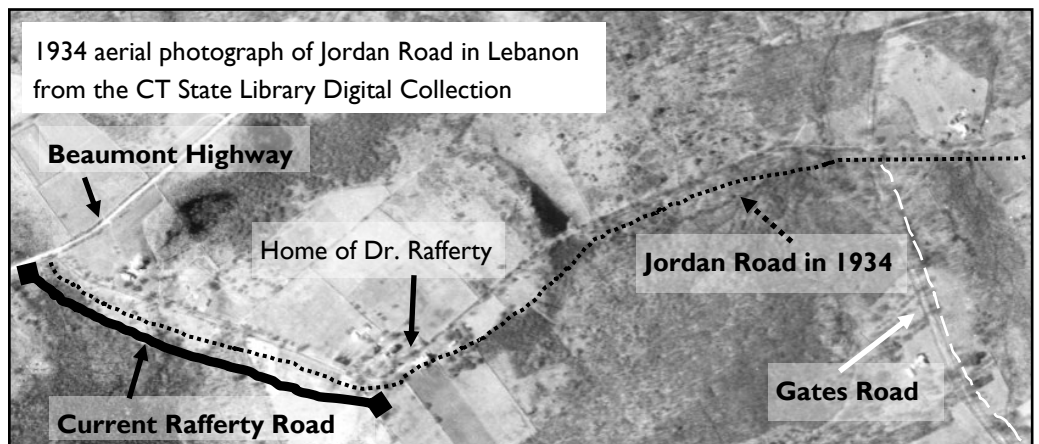 1934 aerial photograph of Jordan Road in Lebanon
from the CT State Library Digital Collection
Beaumont Highway
Home of Dr. Rafferty
Jordan Road in 1934
Gates Road
Current Rafferty Road